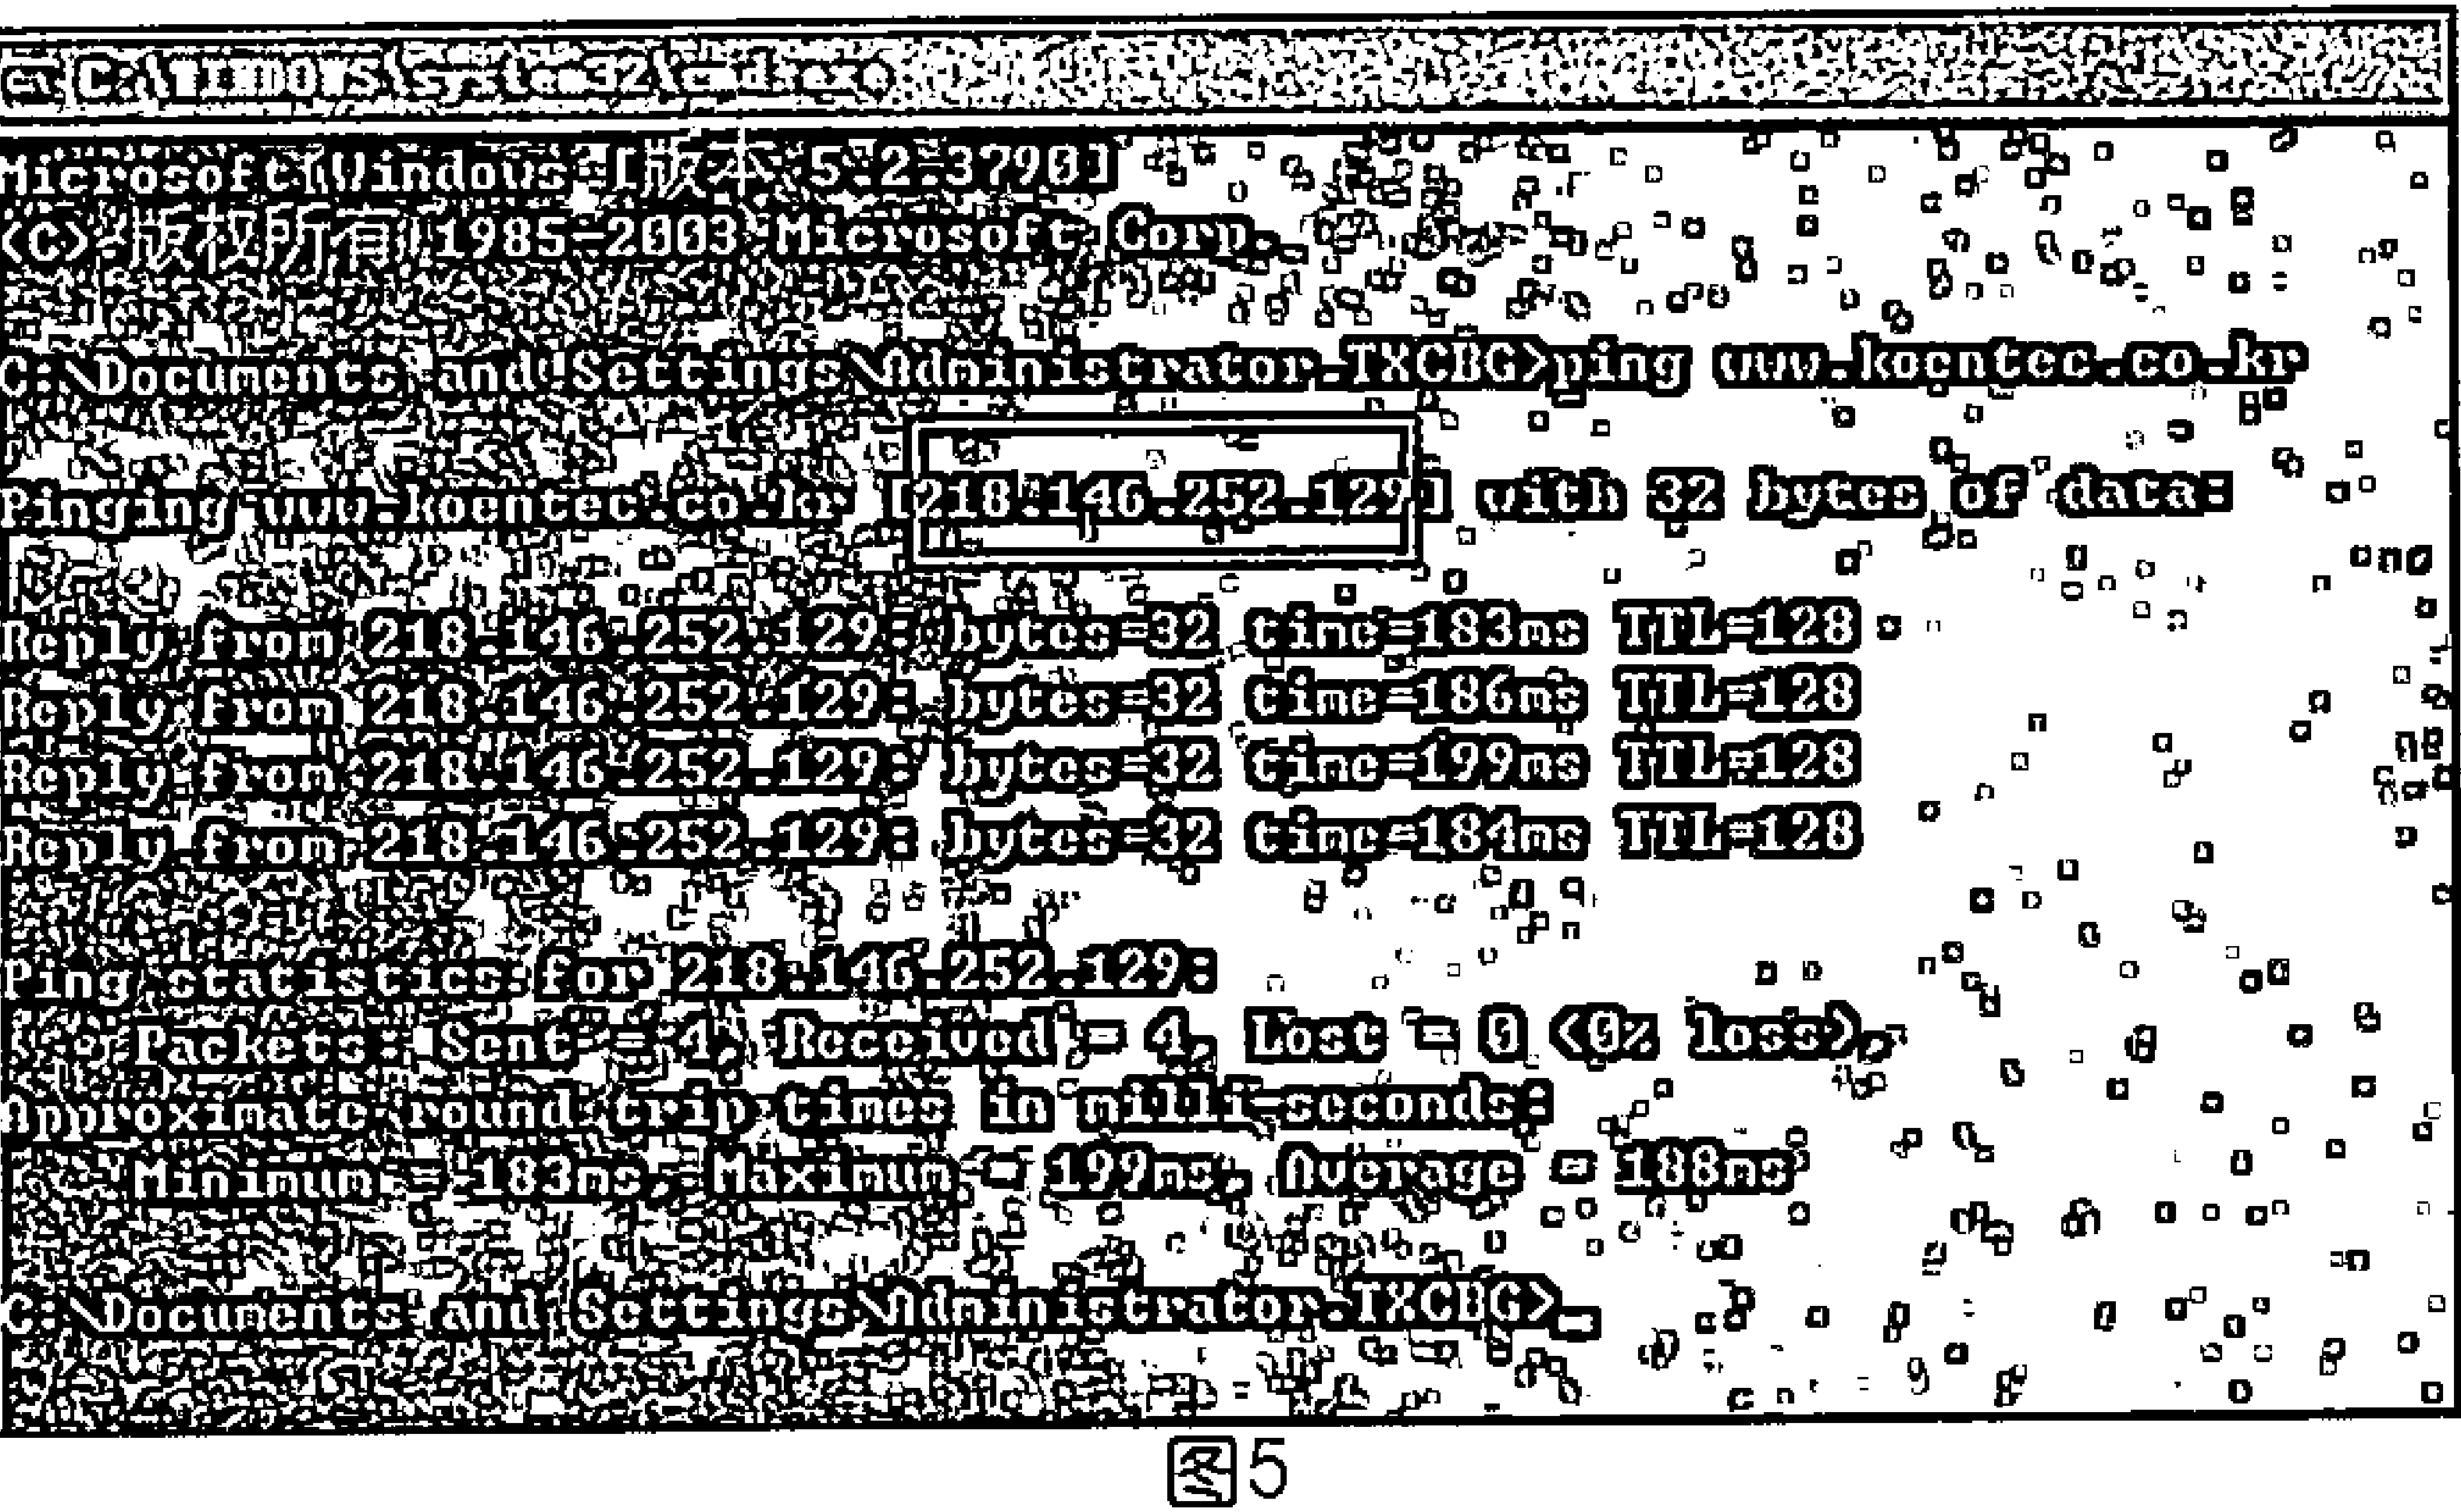 C:\WINDOWS\system32\cmd.exe
Microsoft Windows [版本 5.2.3790]
<C> 版权所有 1985-2003 Microsoft Corp.
C:\Documents and Settings\Administrator.TXCBG>ping www.kocntec.co.kr
Pinging www.kocntec.co.kr [218.146.252.129] with 32 bytes of data:
Reply from 218.146.252.129: bytes=32 time=183ms TTL=128
Reply from 218.146.252.129: bytes=32 time=186ms TTL=128
Reply from 218.146.252.129: bytes=32 time=199ms TTL=128
Reply from 218.146.252.129: bytes=32 time=184ms TTL=128
Ping statistics for 218.146.252.129:
Packets: Sent = 4, Received = 4, Lost = 0 <0% loss>,
Approximate round trip times in milli-seconds:
Minimum = 183ms, Maximum = 199ms, Average = 188ms
C:\Documents and Settings\Administrator.TXCBG>_
图5